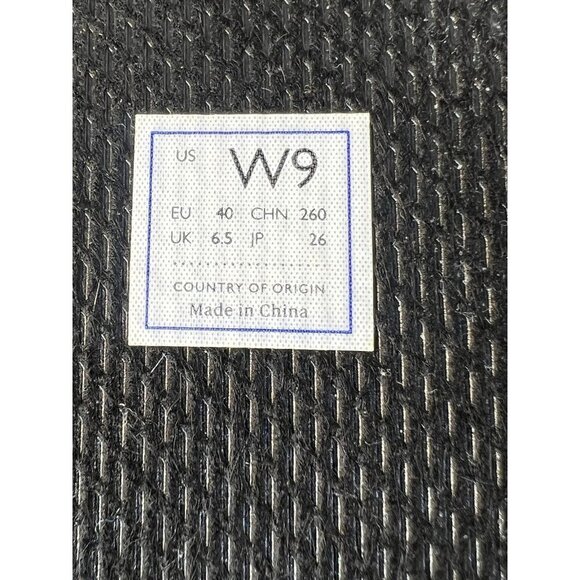 US W9
EU 40 CHN 260
UK 6.5 JP 26
COUNTRY OF ORIGIN
Made in China